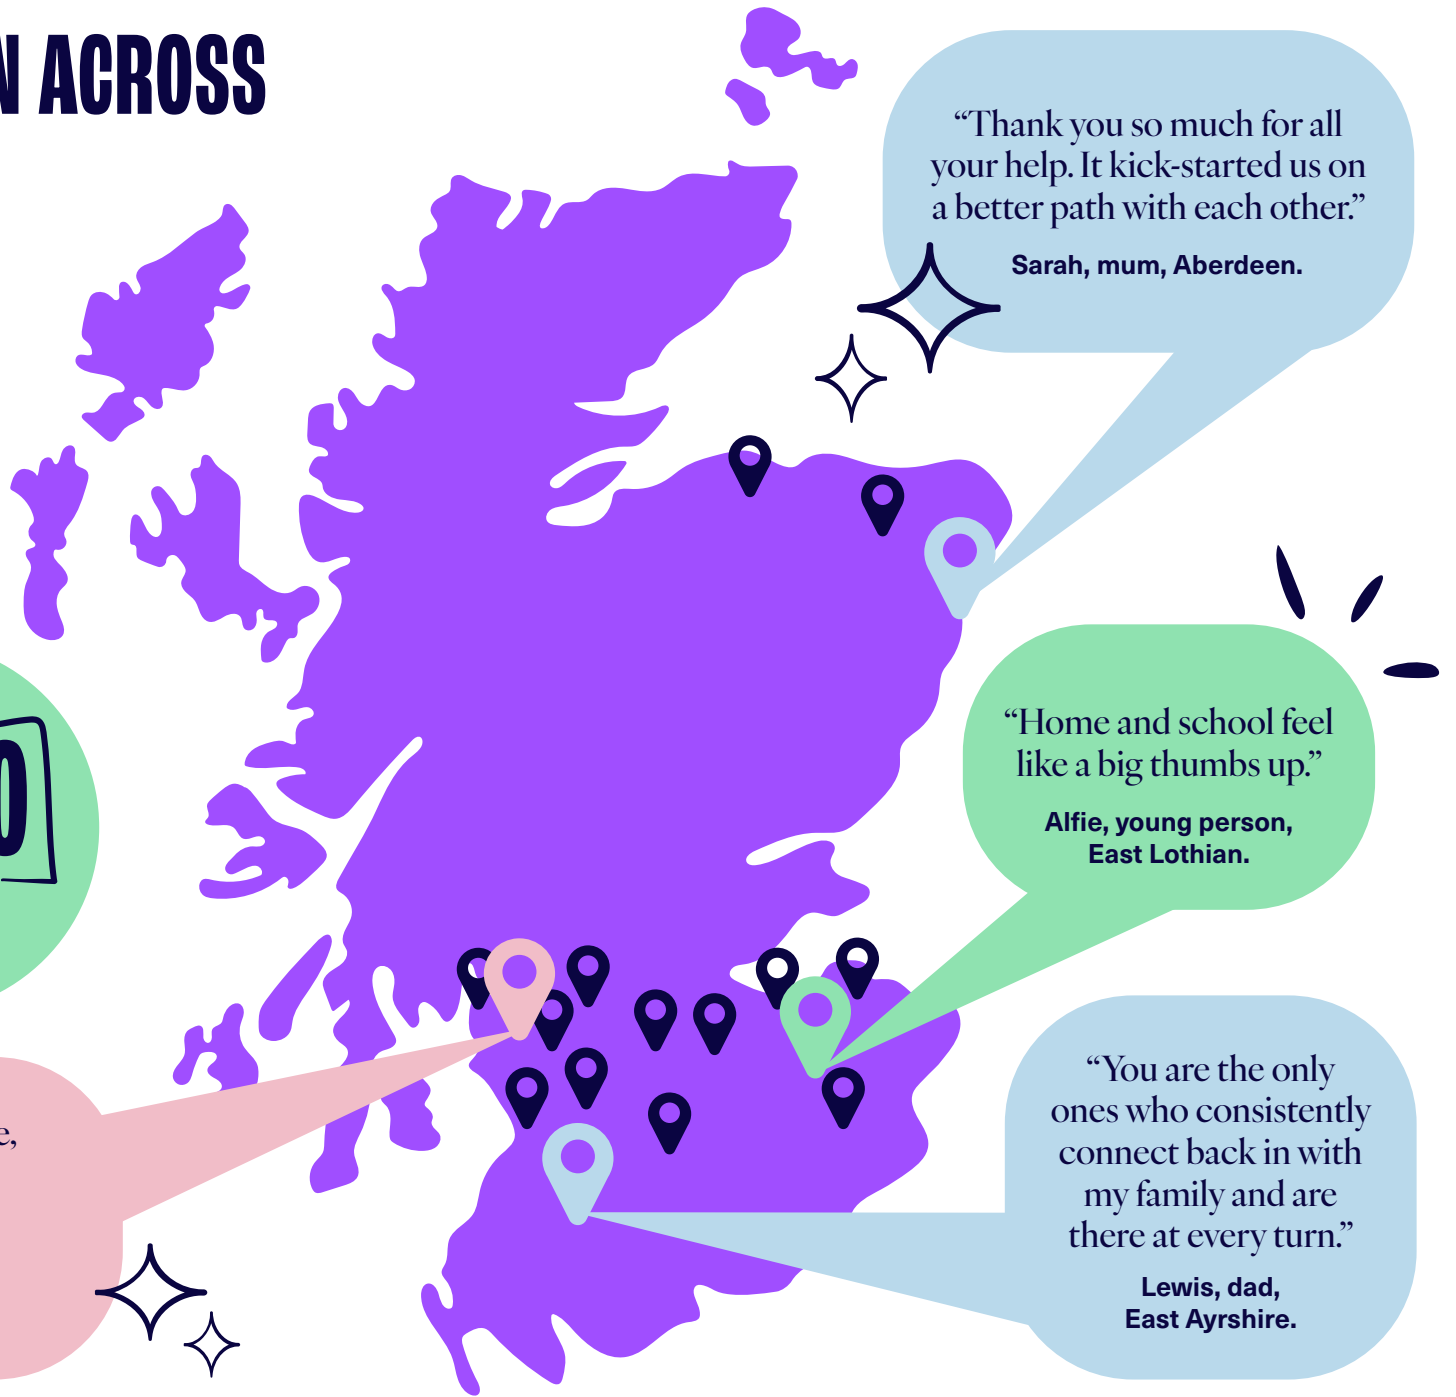 ACROSS
“Thank you so much for all
your help. It kick-started us on
a better path with each other.”
Sarah, mum, Aberdeen.
“Home and school feel
like a big thumbs up.”
Alfie, young person,
East Lothian.
“You are the only
ones who consistently
connect back in with
my family and are
there at every turn.”
Lewis, dad,
East Ayrshire.